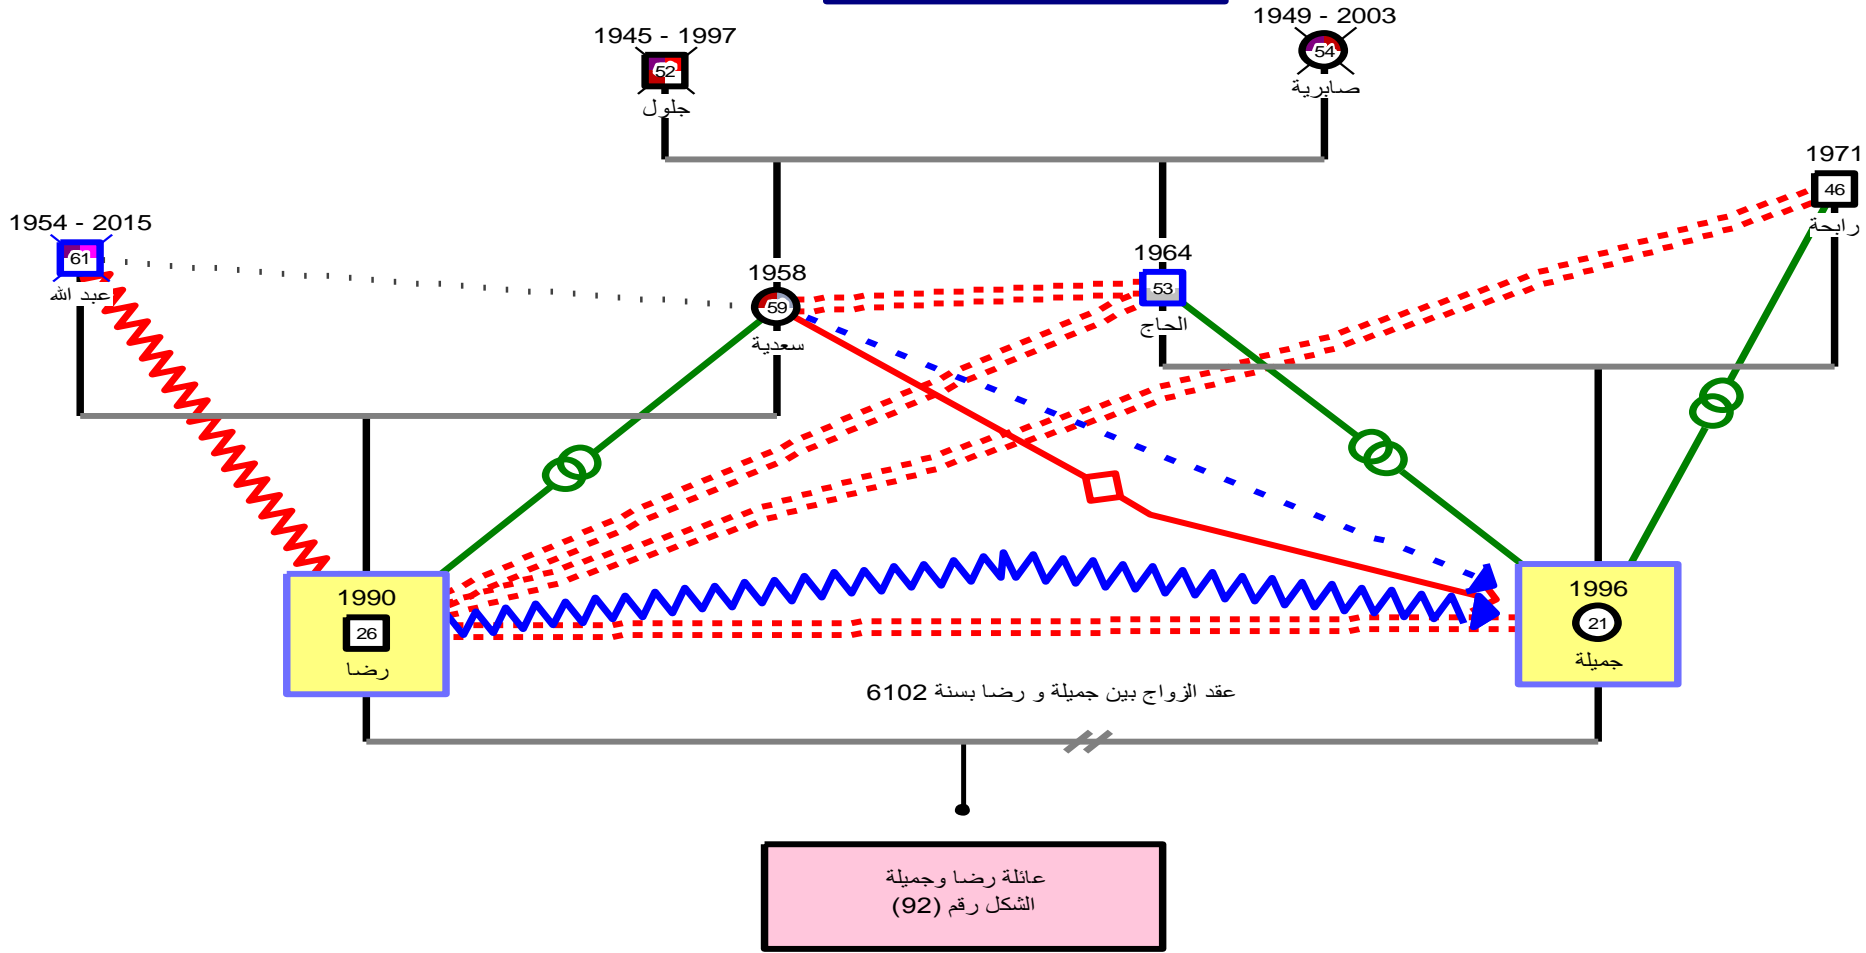 1949 - 2003
54
صابرية
1945 - 1997
52
جلول
1971
46
رابحة
1954 - 2015
61
عبد الله
1964
53
الحاج
1958
59
سعدية
1990
26
رضا
1996
21
جميلة
عقد الزواج بين جميلة و رضا بسنة 6102
عائلة رضا وجميلة
الشكل رقم (92)